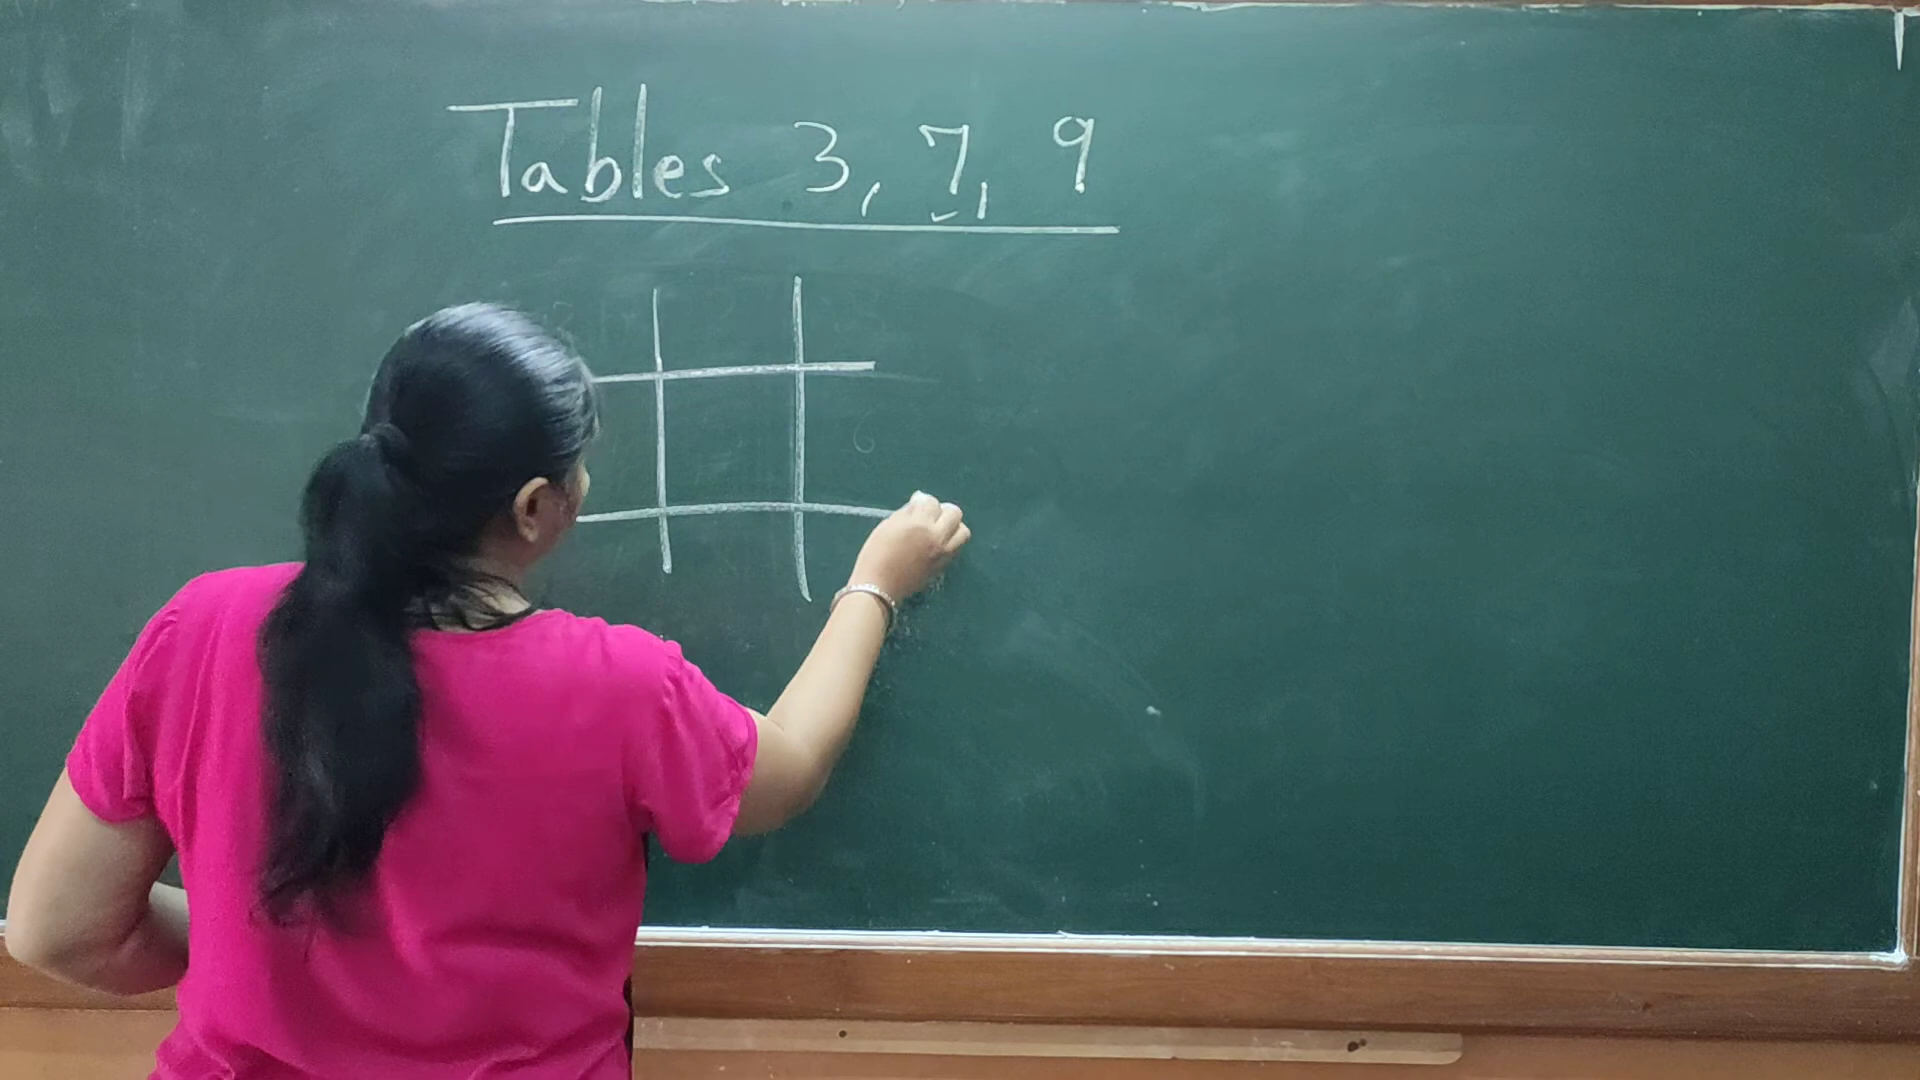 Tables 3, 7, 9